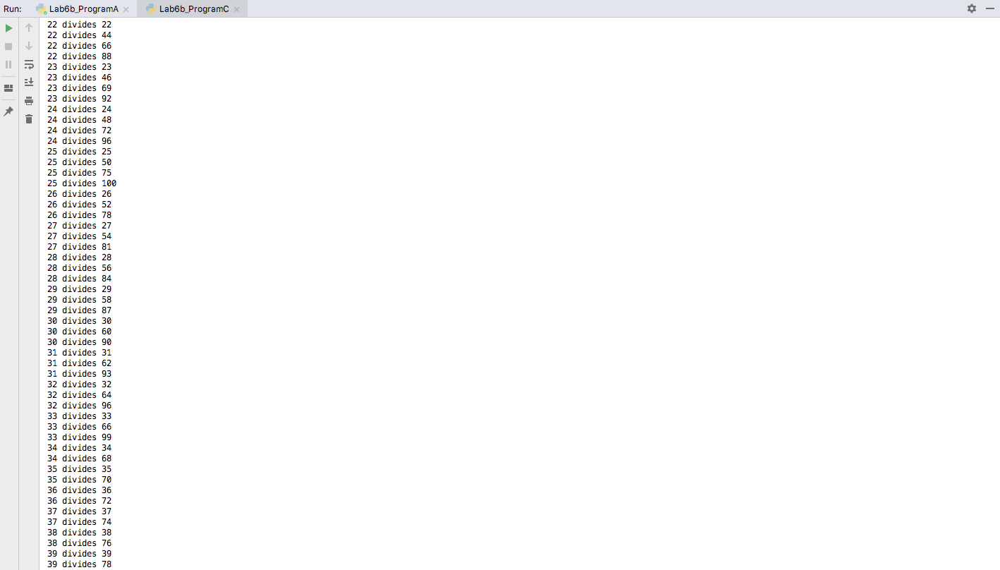 Run: Lab6b_ProgramA Lab6b_ProgramC
22 divides 22
22 divides 44
22 divides 66
22 divides 88
23 divides 23
23 divides 46
23 divides 69
23 divides 92
24 divides 24
24 divides 48
24 divides 72
24 divides 96
25 divides 25
25 divides 50
25 divides 75
25 divides 100
26 divides 26
26 divides 52
26 divides 78
27 divides 27
27 divides 54
27 divides 81
28 divides 28
28 divides 56
28 divides 84
29 divides 29
29 divides 58
29 divides 87
30 divides 30
30 divides 60
30 divides 90
31 divides 31
31 divides 62
31 divides 93
32 divides 32
32 divides 64
32 divides 96
33 divides 33
33 divides 66
33 divides 99
34 divides 34
34 divides 68
35 divides 35
35 divides 70
36 divides 36
36 divides 72
37 divides 37
37 divides 74
38 divides 38
38 divides 76
39 divides 39
39 divides 78